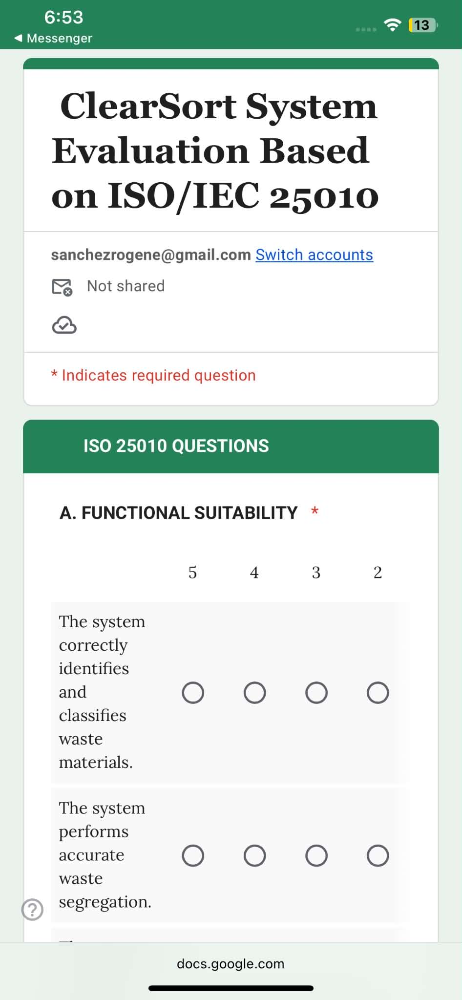 6:53
◀ Messenger
13
ClearSort System
Evaluation Based
on ISO/IEC 25010
sanchezrogene@gmail.com Switch accounts
Not shared
* Indicates required question
ISO 25010 QUESTIONS
A. FUNCTIONAL SUITABILITY *
5 4 3 2
The system
correctly
identifies
and
classifies
waste
materials.
The system
performs
accurate
waste
segregation.
?
docs.google.com